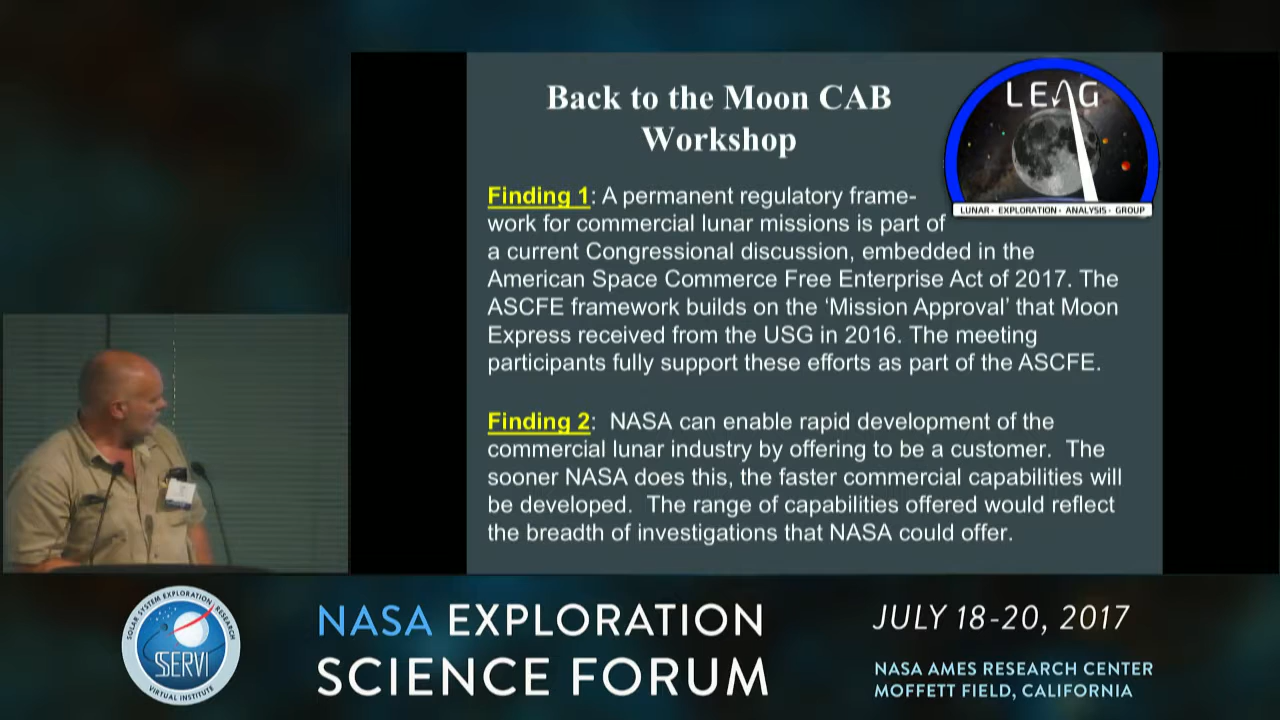 Back to the Moon CAB
Workshop
LEAG
LUNAR · EXPLORATION · ANALYSIS · GROUP
Finding 1: A permanent regulatory frame-
work for commercial lunar missions is part of
a current Congressional discussion, embedded in the
American Space Commerce Free Enterprise Act of 2017. The
ASCFE framework builds on the ‘Mission Approval’ that Moon
Express received from the USG in 2016. The meeting
participants fully support these efforts as part of the ASCFE.
Finding 2: NASA can enable rapid development of the
commercial lunar industry by offering to be a customer. The
sooner NASA does this, the faster commercial capabilities will
be developed. The range of capabilities offered would reflect
the breadth of investigations that NASA could offer.
SOLAR SYSTEM EXPLORATION RESEARCH
SSERVI
VIRTUAL INSTITUTE
NASA EXPLORATION
SCIENCE FORUM
JULY 18-20, 2017
NASA AMES RESEARCH CENTER
MOFFETT FIELD, CALIFORNIA